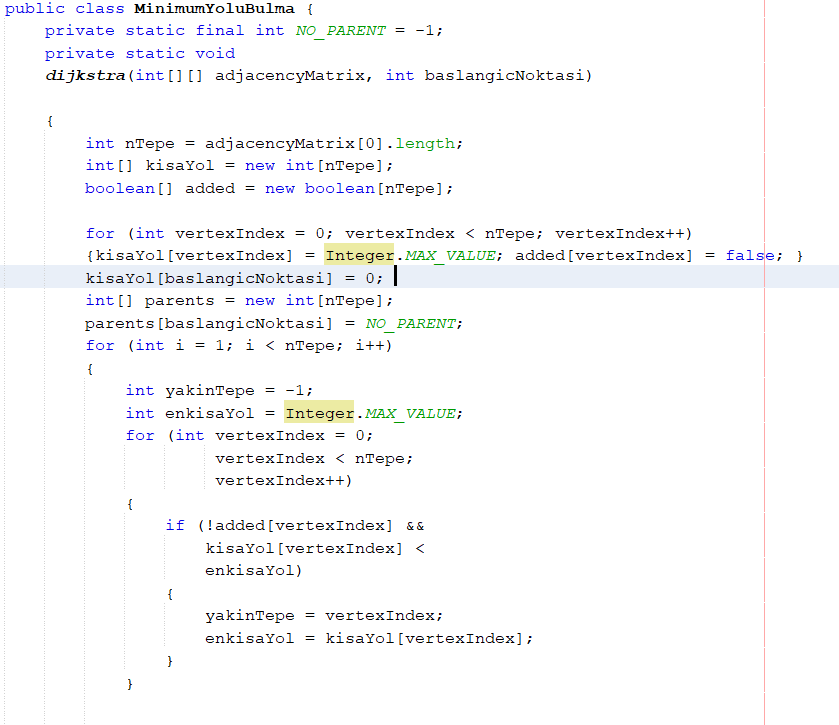 public class MinimumYoluBulma {
private static final int NO_PARENT = -1;
private static void
dijkstra(int[][] adjacencyMatrix, int baslangicNoktasi)
{
int nTepe = adjacencyMatrix[0].length;
int[] kisaYol = new int[nTepe];
boolean[] added = new boolean[nTepe];
for (int vertexIndex = 0; vertexIndex < nTepe; vertexIndex++)
{kisaYol[vertexIndex] = Integer.MAX_VALUE; added[vertexIndex] = false; }
kisaYol[baslangicNoktasi] = 0;
int[] parents = new int[nTepe];
parents[baslangicNoktasi] = NO_PARENT;
for (int i = 1; i < nTepe; i++)
{
int yakinTepe = -1;
int enkisaYol = Integer.MAX_VALUE;
for (int vertexIndex = 0;
vertexIndex < nTepe;
vertexIndex++)
{
if (!added[vertexIndex] &&
kisaYol[vertexIndex] <
enkisaYol)
{
yakinTepe = vertexIndex;
enkisaYol = kisaYol[vertexIndex];
}
}